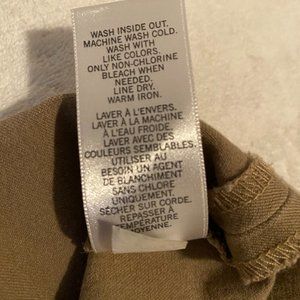 WASH INSIDE OUT.
MACHINE WASH COLD.
WASH WITH
LIKE COLORS.
ONLY NON-CHLORINE
BLEACH WHEN
NEEDED.
LINE DRY.
WARM IRON.
LAVER À L'ENVERS.
LAVER À LA MACHINE
À L'EAU FROIDE.
LAVER AVEC DES
COULEURS SEMBLABLES.
UTILISER AU
BESOIN UN AGENT
DE BLANCHIMENT
SANS CHLORE
UNIQUEMENT.
SÉCHER SUR CORDE.
REPASSER À
TEMPÉRATURE
MOYENNE.